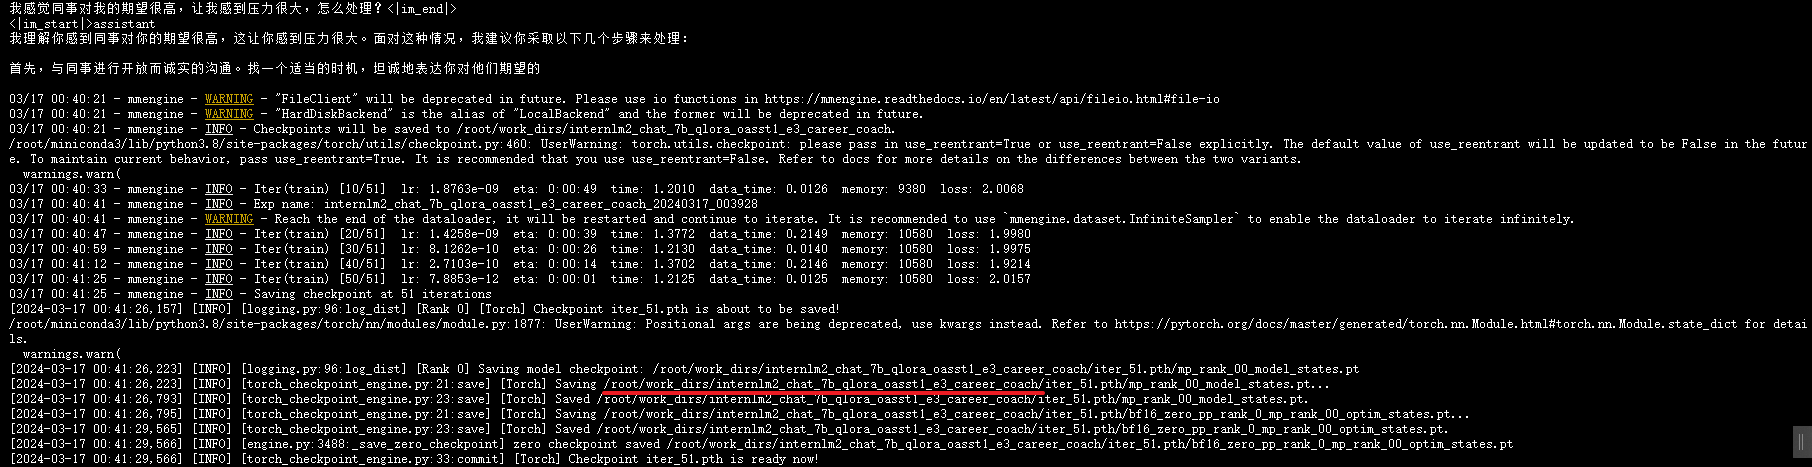 我感觉同事对我的期望很高，让我感到压力很大，怎么处理？<|im_end|>
<|im_start|>assistant
我理解你感到同事对你的期望很高，这让你感到压力很大。面对这种情况，我建议你采取以下几个步骤来处理：
首先，与同事进行开放而诚实的沟通。找一个适当的时机，坦诚地表达你对他们期望的
03/17 00:40:21 - mmengine - WARNING - "FileClient" will be deprecated in future. Please use io functions in https://mmengine.readthedocs.io/en/latest/api/fileio.html#file-io
03/17 00:40:21 - mmengine - WARNING - "HardDiskBackend" is the alias of "LocalBackend" and the former will be deprecated in future.
03/17 00:40:21 - mmengine - INFO - Checkpoints will be saved to /root/work_dirs/internlm2_chat_7b_qlora_oasst1_e3_career_coach.
/root/miniconda3/lib/python3.8/site-packages/torch/utils/checkpoint.py:460: UserWarning: torch.utils.checkpoint: please pass in use_reentrant=True or use_reentrant=False explicitly. The default value of use_reentrant will be updated to be False in the futur
e. To maintain current behavior, pass use_reentrant=True. It is recommended that you use use_reentrant=False. Refer to docs for more details on the differences between the two variants.
warnings.warn(
03/17 00:40:33 - mmengine - INFO - Iter(train) [10/51] lr: 1.8763e-09 eta: 0:00:49 time: 1.2010 data_time: 0.0126 memory: 9380 loss: 2.0068
03/17 00:40:41 - mmengine - INFO - Exp name: internlm2_chat_7b_qlora_oasst1_e3_career_coach_20240317_003928
03/17 00:40:41 - mmengine - WARNING - Reach the end of the dataloader, it will be restarted and continue to iterate. It is recommended to use `mmengine.dataset.InfiniteSampler` to enable the dataloader to iterate infinitely.
03/17 00:40:47 - mmengine - INFO - Iter(train) [20/51] lr: 1.4258e-09 eta: 0:00:39 time: 1.3772 data_time: 0.2149 memory: 10580 loss: 1.9980
03/17 00:40:59 - mmengine - INFO - Iter(train) [30/51] lr: 8.1262e-10 eta: 0:00:26 time: 1.2130 data_time: 0.0140 memory: 10580 loss: 1.9975
03/17 00:41:12 - mmengine - INFO - Iter(train) [40/51] lr: 2.7103e-10 eta: 0:00:14 time: 1.3702 data_time: 0.2146 memory: 10580 loss: 1.9214
03/17 00:41:25 - mmengine - INFO - Iter(train) [50/51] lr: 7.8853e-12 eta: 0:00:01 time: 1.2125 data_time: 0.0125 memory: 10580 loss: 2.0157
03/17 00:41:25 - mmengine - INFO - Saving checkpoint at 51 iterations
[2024-03-17 00:41:26,157] [INFO] [logging.py:96:log_dist] [Rank 0] [Torch] Checkpoint iter_51.pth is about to be saved!
/root/miniconda3/lib/python3.8/site-packages/torch/nn/modules/module.py:1877: UserWarning: Positional args are being deprecated, use kwargs instead. Refer to https://pytorch.org/docs/master/generated/torch.nn.Module.html#torch.nn.Module.state_dict for detai
ls.
warnings.warn(
[2024-03-17 00:41:26,223] [INFO] [logging.py:96:log_dist] [Rank 0] Saving model checkpoint: /root/work_dirs/internlm2_chat_7b_qlora_oasst1_e3_career_coach/iter_51.pth/mp_rank_00_model_states.pt
[2024-03-17 00:41:26,223] [INFO] [torch_checkpoint_engine.py:21:save] [Torch] Saving /root/work_dirs/internlm2_chat_7b_qlora_oasst1_e3_career_coach/iter_51.pth/mp_rank_00_model_states.pt...
[2024-03-17 00:41:26,793] [INFO] [torch_checkpoint_engine.py:23:save] [Torch] Saved /root/work_dirs/internlm2_chat_7b_qlora_oasst1_e3_career_coach/iter_51.pth/mp_rank_00_model_states.pt.
[2024-03-17 00:41:26,795] [INFO] [torch_checkpoint_engine.py:21:save] [Torch] Saving /root/work_dirs/internlm2_chat_7b_qlora_oasst1_e3_career_coach/iter_51.pth/bf16_zero_pp_rank_0_mp_rank_00_optim_states.pt...
[2024-03-17 00:41:29,565] [INFO] [torch_checkpoint_engine.py:23:save] [Torch] Saved /root/work_dirs/internlm2_chat_7b_qlora_oasst1_e3_career_coach/iter_51.pth/bf16_zero_pp_rank_0_mp_rank_00_optim_states.pt.
[2024-03-17 00:41:29,566] [INFO] [engine.py:3488:_save_zero_checkpoint] zero checkpoint saved /root/work_dirs/internlm2_chat_7b_qlora_oasst1_e3_career_coach/iter_51.pth/bf16_zero_pp_rank_0_mp_rank_00_optim_states.pt
[2024-03-17 00:41:29,566] [INFO] [torch_checkpoint_engine.py:33:commit] [Torch] Checkpoint iter_51.pth is ready now!